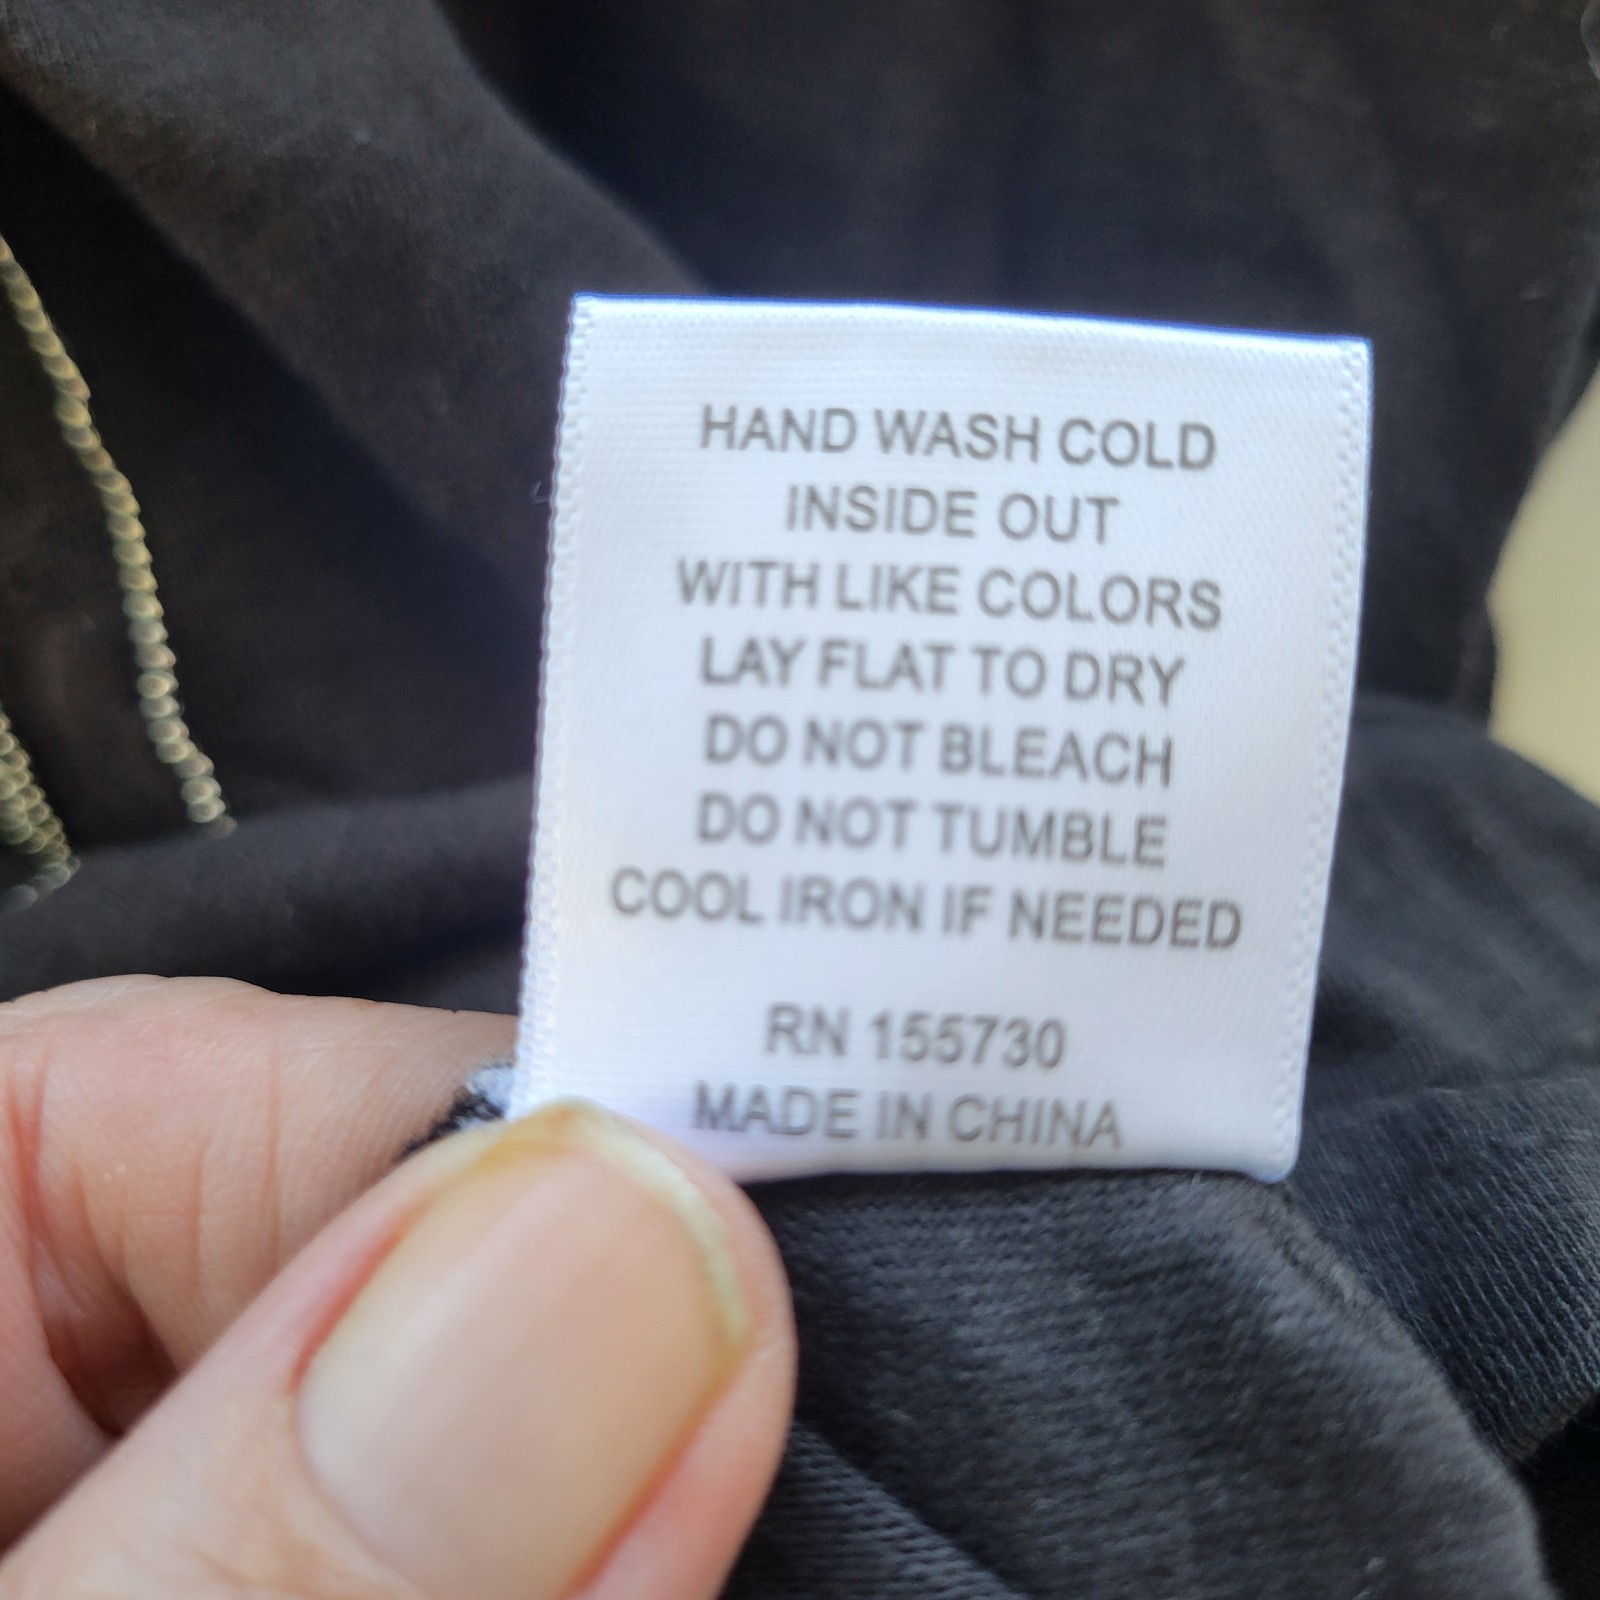 HAND WASH COLD
INSIDE OUT
WITH LIKE COLORS
LAY FLAT TO DRY
DO NOT BLEACH
DO NOT TUMBLE
COOL IRON IF NEEDED
RN 155730
MADE IN CHINA